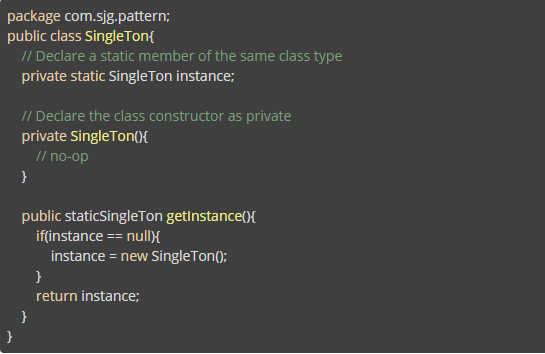 package com.sjg.pattern;
public class SingleTon{
// Declare a static member of the same class type
private static SingleTon instance;
// Declare the class constructor as private
private SingleTon(){
// no-op
}
public staticSingleTon getInstance(){
if(instance == null){
instance = new SingleTon();
}
return instance;
}
}